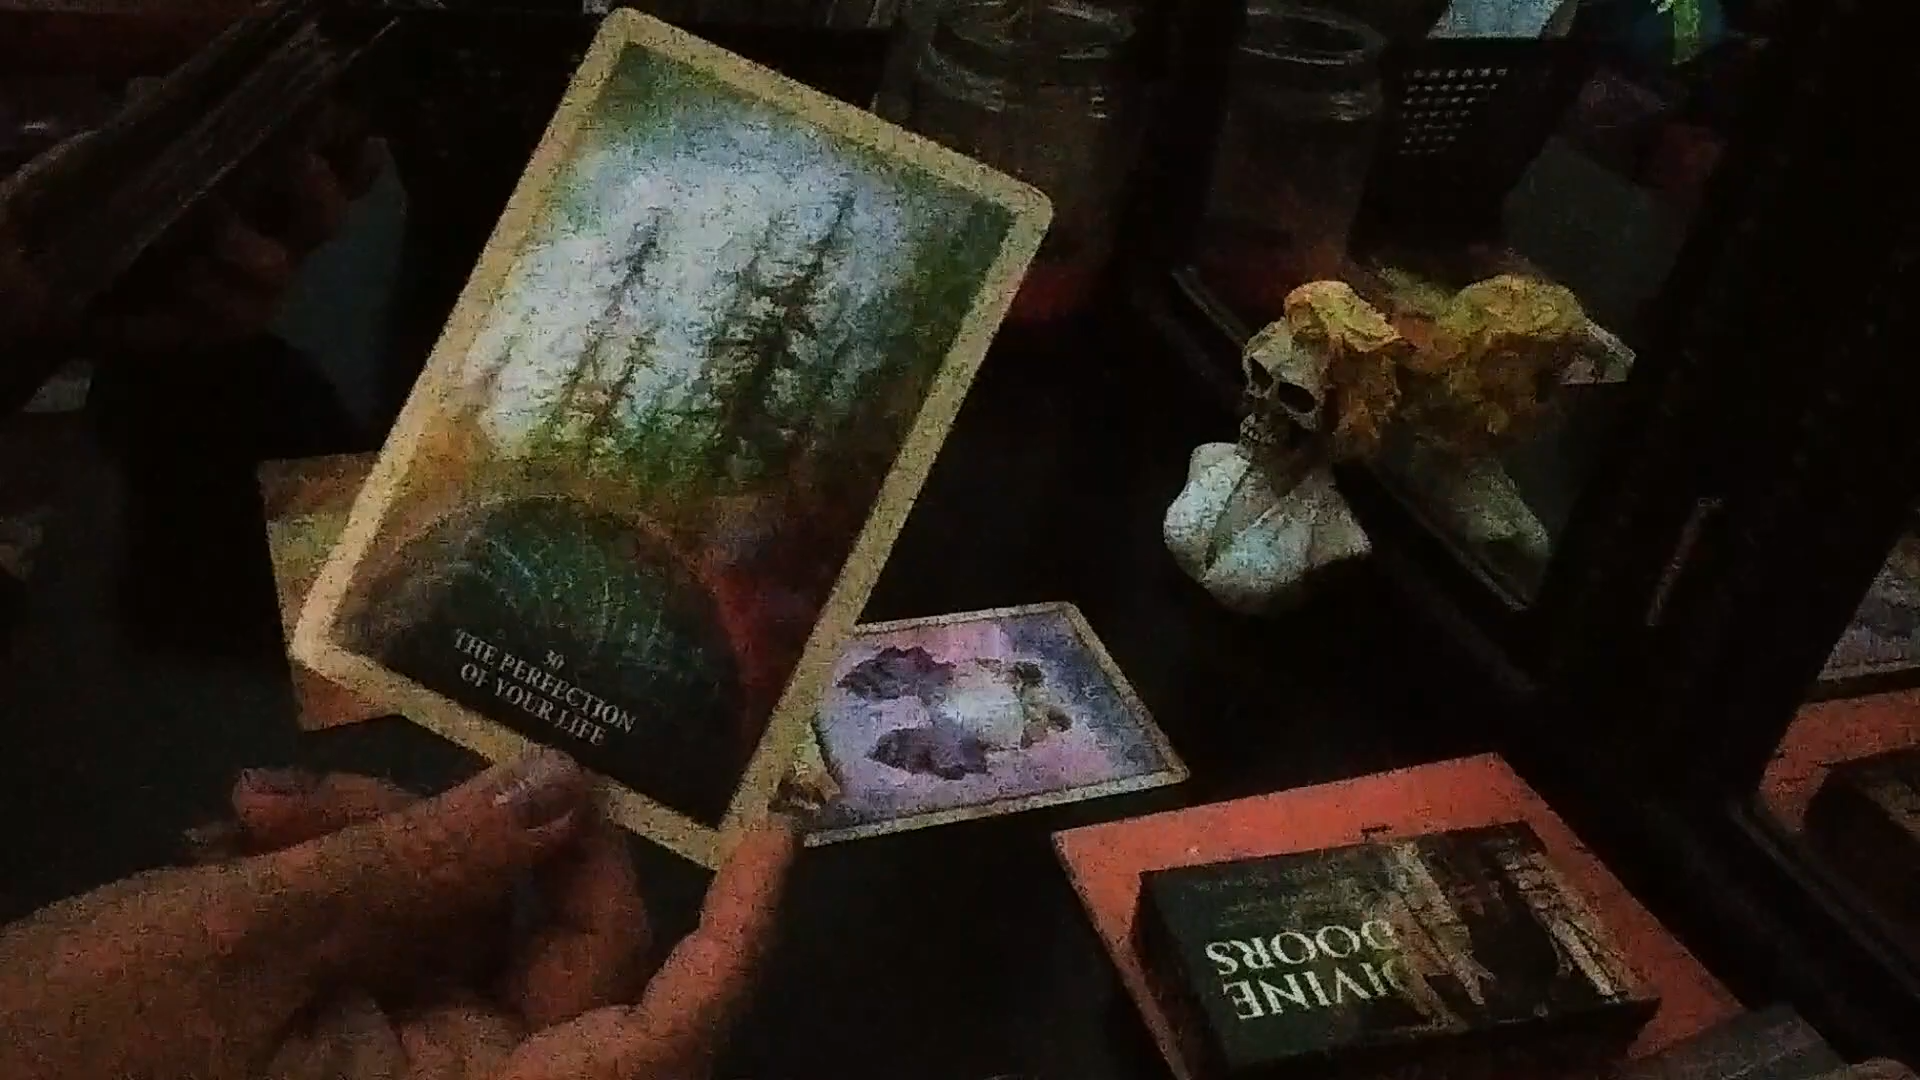 30
THE PERFECTION
OF YOUR LIFE
DIVINE
DOORS